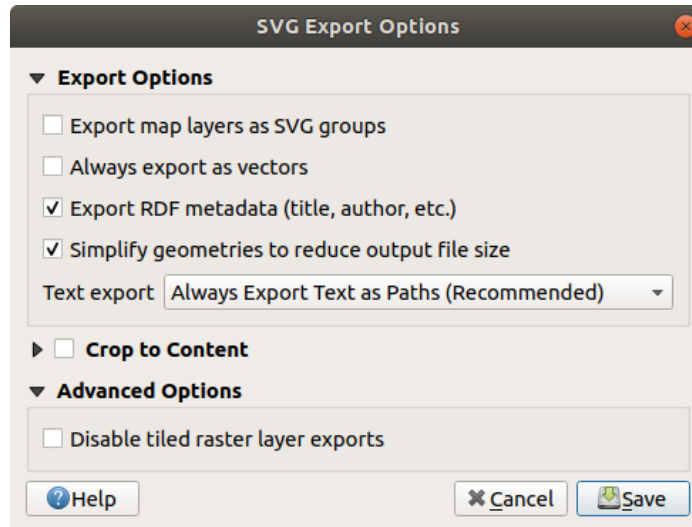 SVG Export Options
Export Options
Export map layers as SVG groups
Always export as vectors
Export RDF metadata (title, author, etc.)
Simplify geometries to reduce output file size
Text export Always Export Text as Paths (Recommended)
Crop to Content
Advanced Options
Disable tiled raster layer exports
Help Cancel Save